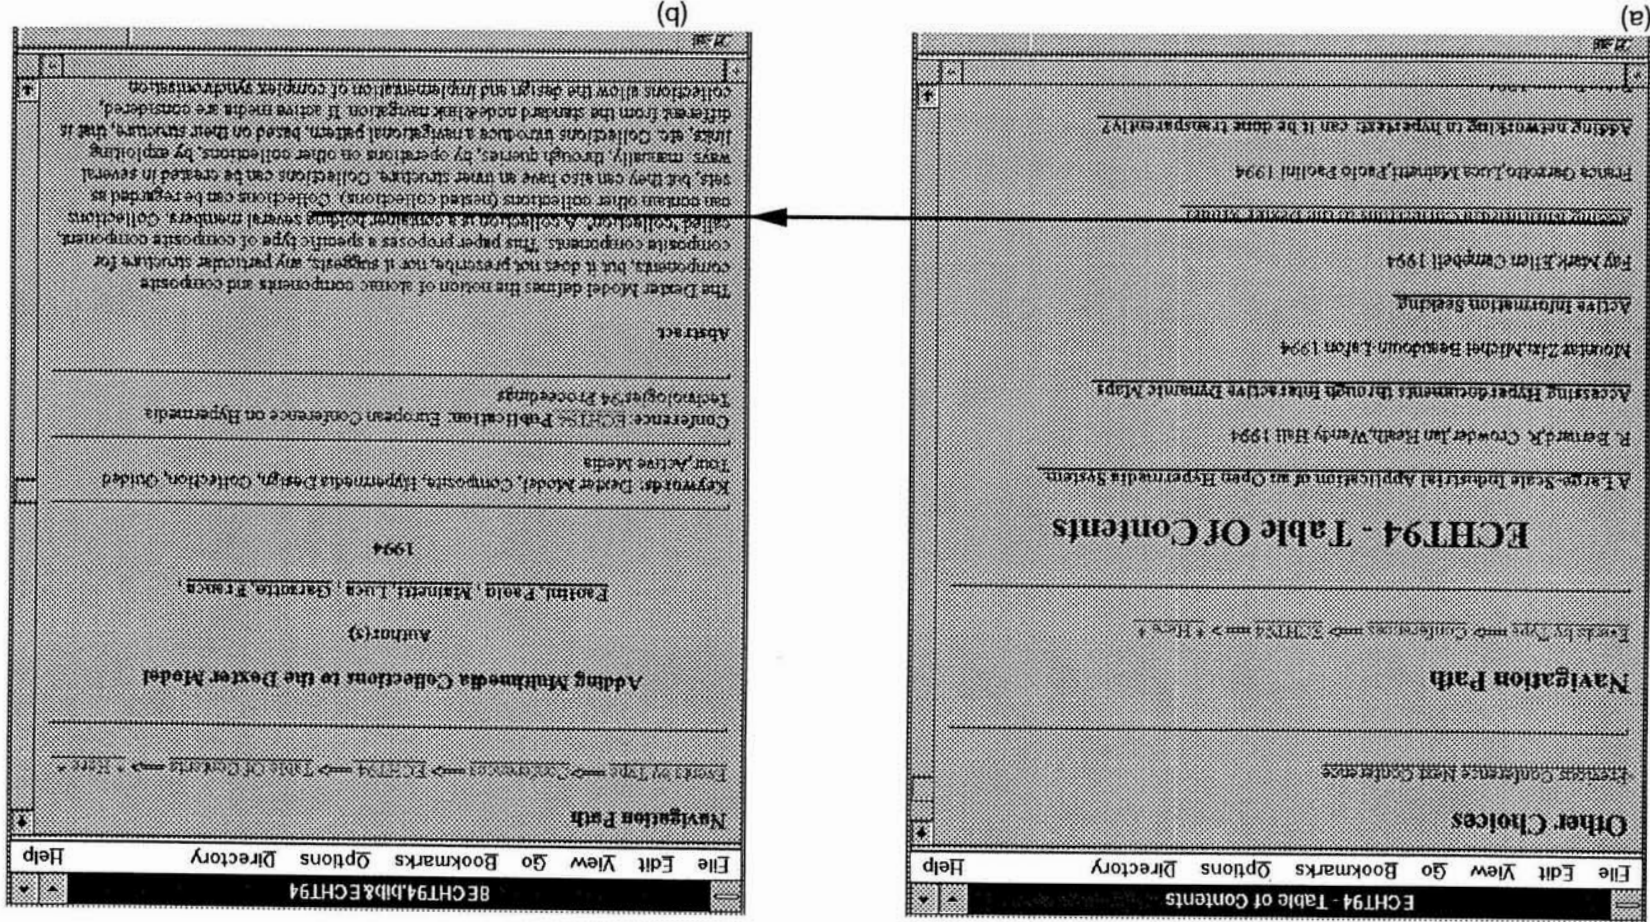 (a)
ECHT94 - Table of Contents
File Edit View Go Bookmarks Options Directory Help
Other Choices
Previous Conference Next Conference
Navigation Path
Events by Type ==> Conferences ==> ECHT94 ==> * Here *
ECHT94 - Table Of Contents
A Large-Scale Industrial Application of an Open Hypermedia System
R. Bernard,R. Crowder,Ian Heath,Wendy Hall 1994
Accessing Hyperdocuments through Interactive Dynamic Maps
Mountaz Zizi,Michel Beaudouin-Lafon 1994
Active Information Seeking
Fay Mark,Ellen Campbell 1994
Adding Multimedia Collections to the Dexter Model
Franca Garzotto,Luca Mainetti,Paolo Paolini 1994
Adding networking to hypertext: can it be done transparently?
(b)
BECHT94.bib&ECHT94
File Edit View Go Bookmarks Options Directory Help
Navigation Path
Events by Type ==> Conferences ==> ECHT94 ==> Table Of Contents ==> * Here *
Adding Multimedia Collections to the Dexter Model
Author(s)
Paolini, Paolo , Mainetti, Luca , Garzotto, Franca ,
1994
Keywords: Dexter Model, Composite, Hypermedia Design, Collection, Guided
Tour,Active Media
Conference: ECHT94 Publication: European Conference on Hypermedia
Technologies'94 Proceedings
Abstract
The Dexter Model defines the notion of atomic components and composite
components, but it does not prescribe, nor it suggests, any particular structure for
composite components. This paper proposes a specific type of composite component,
called "collection". A collection is a container holding several members. Collections
can contain other collections (nested collections). Collections can be regarded as
sets, but they can also have an inner structure. Collections can be created in several
ways: manually, through queries, by operations on other collections, by exploiting
links, etc. Collections introduce a navigational pattern, based on their structure, that is
different from the standard node&link navigation. If active media are considered,
collections allow the design and implementation of complex synchronisation